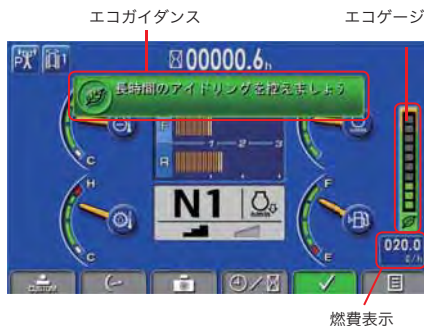 エコガイダンス
エコゲージ
P
1
00000.6h
長時間のアイドリングを控えましょう
F
1 2 3
R
C
H
F
N1
C
E
020.0
ℓ/h
CUSTOM
燃費表示